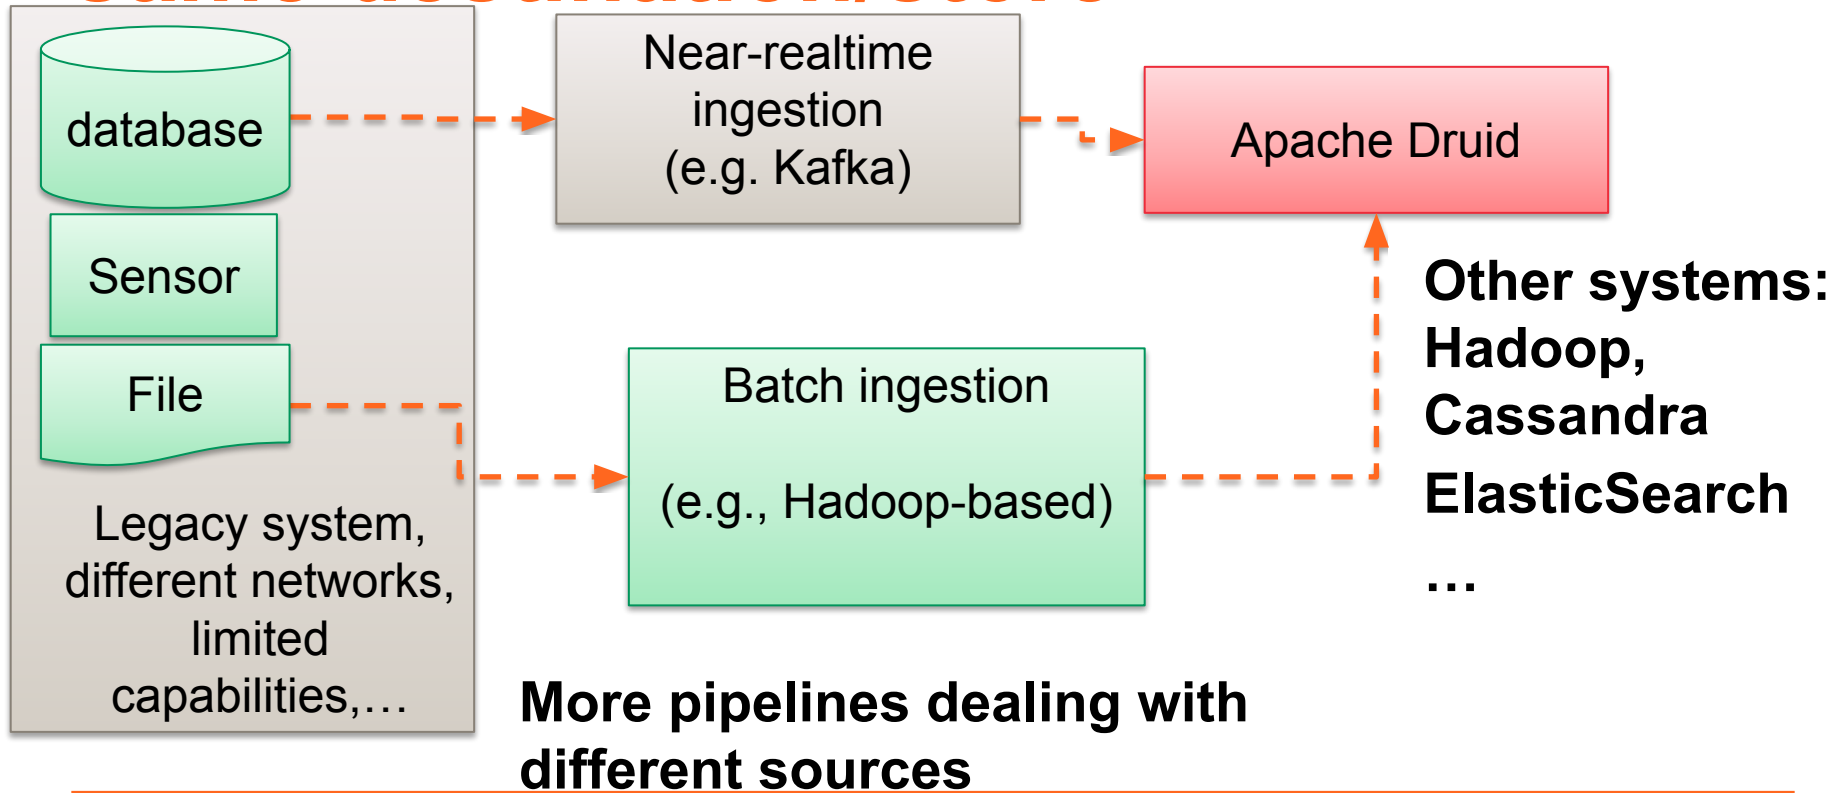 database
Sensor
File
Legacy system,
different networks,
limited
capabilities,…
Near-realtime
ingestion
(e.g. Kafka)
Apache Druid
Batch ingestion
(e.g., Hadoop-based)
Other systems:
Hadoop,
Cassandra
ElasticSearch
…
More pipelines dealing with
different sources